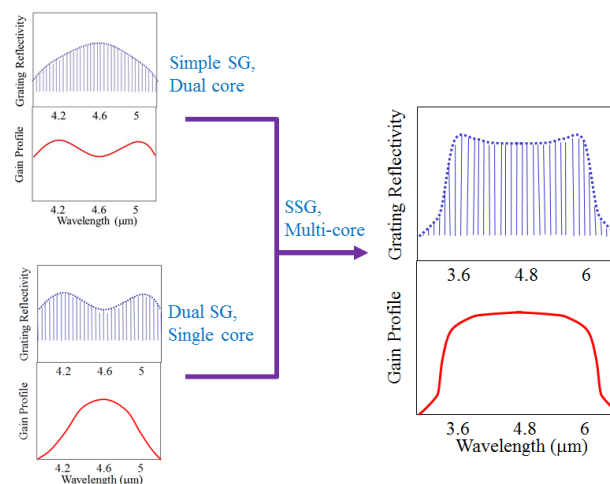 Grating Reflectivity
4.2 4.6 5
Gain Profile
4.2 4.6 5
Wavelength (μm)
Simple SG,
Dual core
Grating Reflectivity
4.2 4.6 5
Gain Profile
4.2 4.6 5
Wavelength (μm)
Dual SG,
Single core
SSG,
Multi-core
Grating Reflectivity
3.6 4.8 6
Gain Profile
3.6 4.8 6
Wavelength (μm)